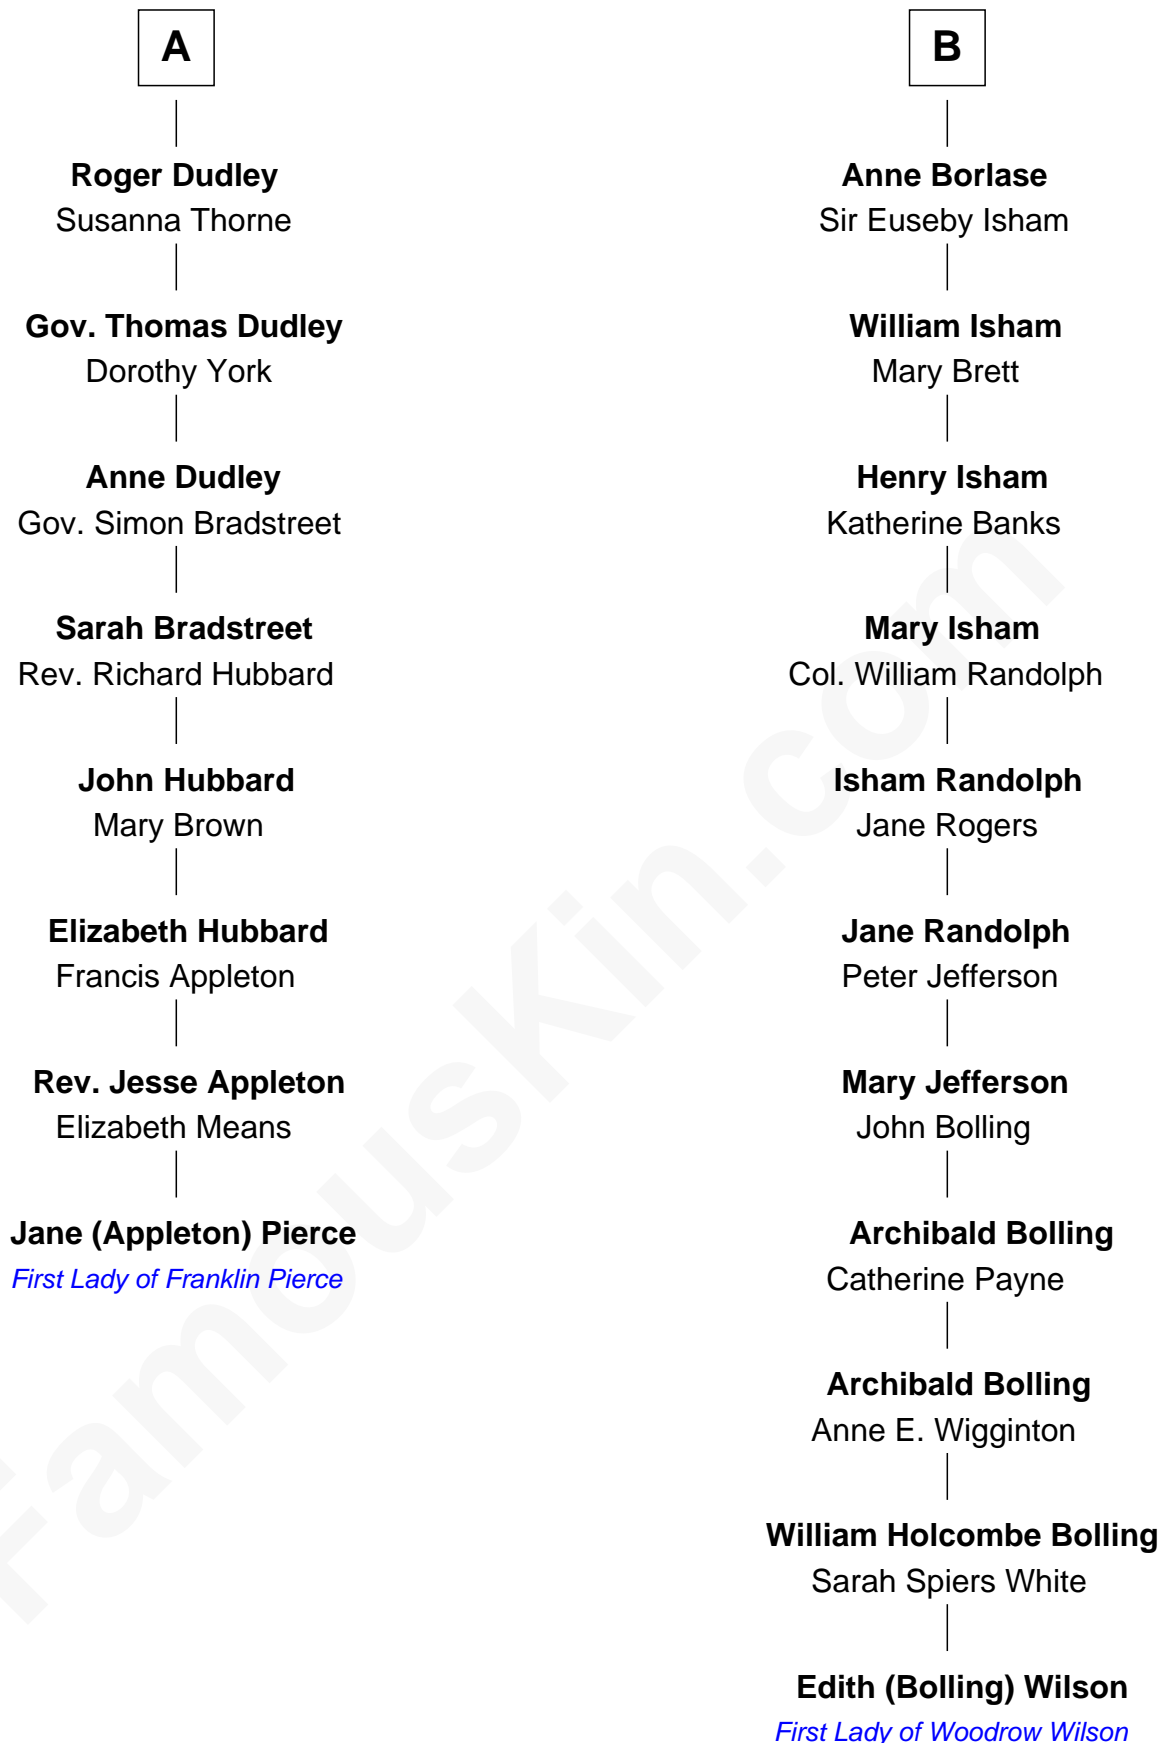 A
Roger Dudley
Susanna Thorne
Gov. Thomas Dudley
Dorothy York
Anne Dudley
Gov. Simon Bradstreet
Sarah Bradstreet
Rev. Richard Hubbard
John Hubbard
Mary Brown
Elizabeth Hubbard
Francis Appleton
Rev. Jesse Appleton
Elizabeth Means
Jane (Appleton) Pierce
First Lady of Franklin Pierce
B
Anne Borlase
Sir Euseby Isham
William Isham
Mary Brett
Henry Isham
Katherine Banks
Mary Isham
Col. William Randolph
Isham Randolph
Jane Rogers
Jane Randolph
Peter Jefferson
Mary Jefferson
John Bolling
Archibald Bolling
Catherine Payne
Archibald Bolling
Anne E. Wigginton
William Holcombe Bolling
Sarah Spiers White
Edith (Bolling) Wilson
First Lady of Woodrow Wilson
FamousKin.com